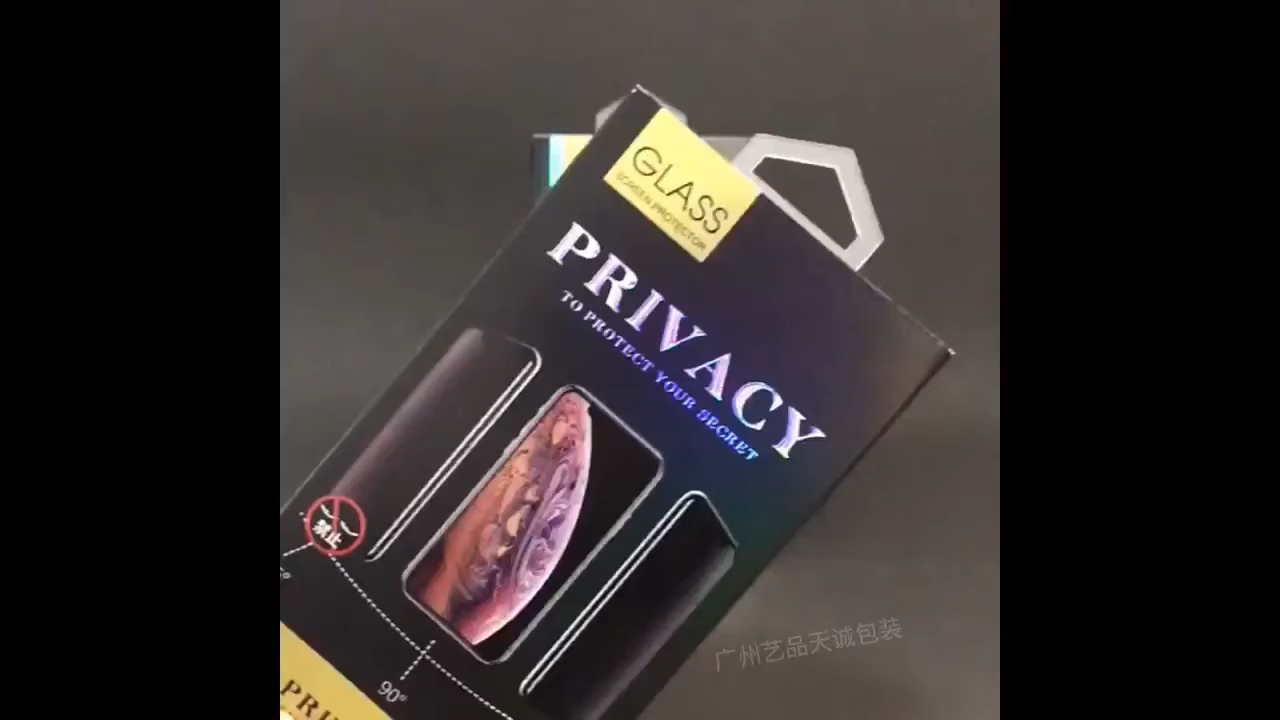 GLASS
SCREEN PROTECTOR
PRIVACY
TO PROTECT YOUR SECRET
禁止
90°
广州艺品天诚包装